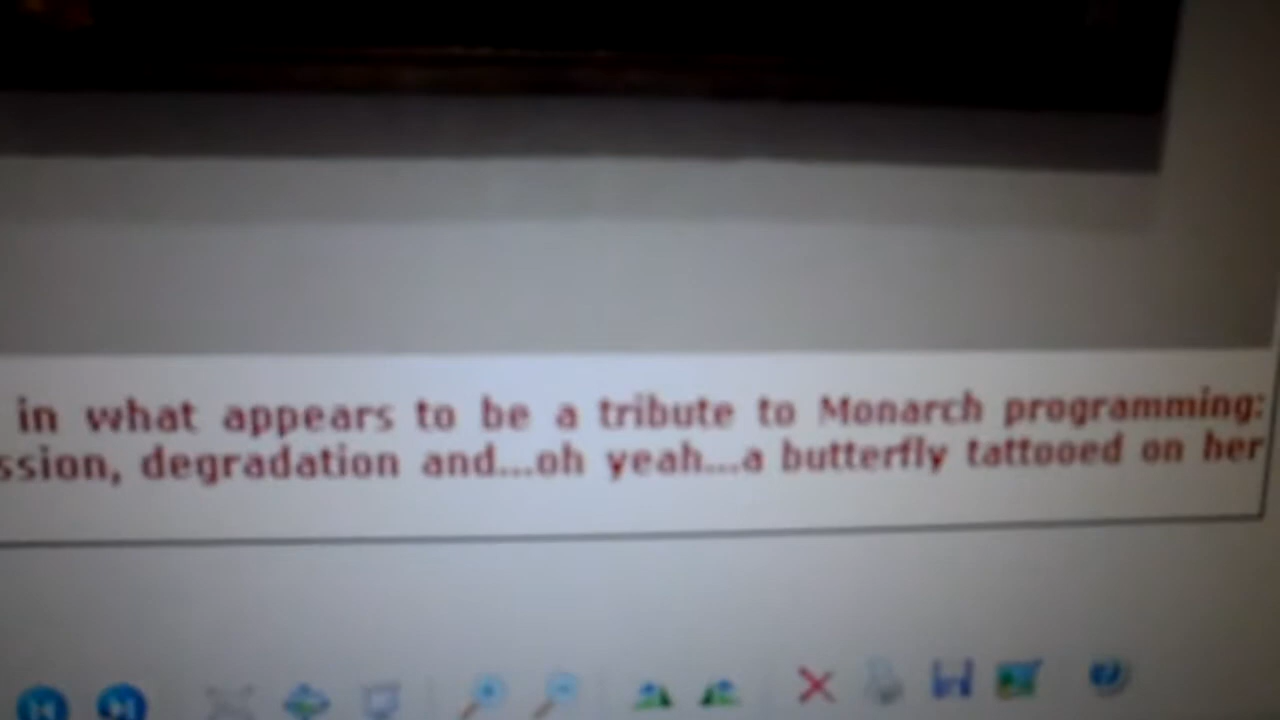 in what appears to be a tribute to Monarch programming:
ssion, degradation and...oh yeah...a butterfly tattooed on her